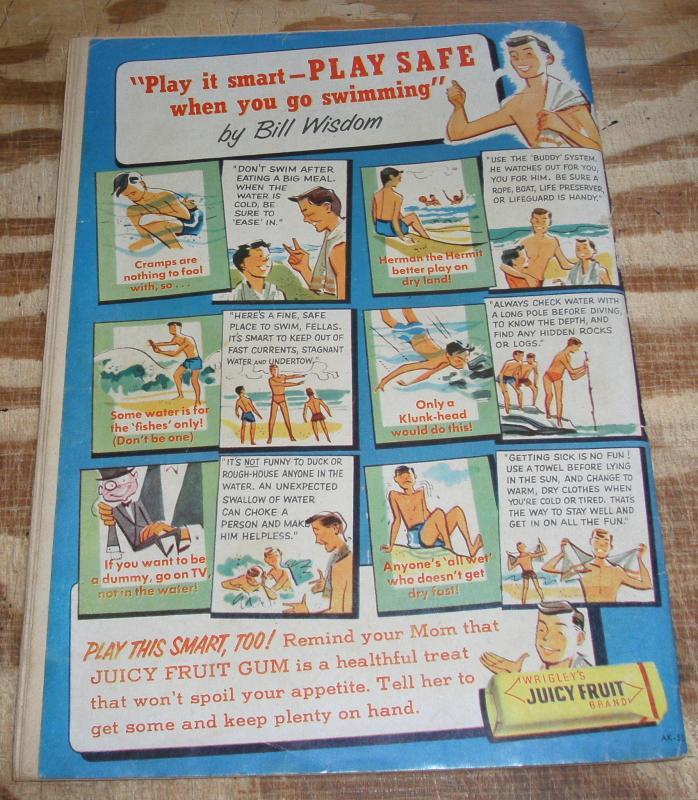 "Play it smart—PLAY SAFE
when you go swimming"
by Bill Wisdom
Cramps are
nothing to fool
with, so . . .
"DON'T SWIM AFTER
EATING A BIG MEAL.
WHEN THE
WATER IS
COLD, BE
SURE TO
'EASE' IN."
Herman the Hermit
better play on
dry land!
"USE THE 'BUDDY' SYSTEM.
HE WATCHES OUT FOR YOU,
YOU FOR HIM. BE SURE A
ROPE, BOAT, LIFE PRESERVER,
OR LIFEGUARD IS HANDY."
Some water is for
the 'fishes' only!
(Don't be one)
"HERE'S A FINE, SAFE
PLACE TO SWIM, FELLAS.
IT'S SMART TO KEEP OUT OF
FAST CURRENTS, STAGNANT
WATER AND UNDERTOW."
Only a
Klunk-head
would do this!
"ALWAYS CHECK WATER WITH
A LONG POLE BEFORE DIVING,
TO KNOW THE DEPTH, AND
FIND ANY HIDDEN ROCKS
OR LOGS."
If you want to be
a dummy, go on TV,
not in the water!
"IT'S NOT FUNNY TO DUCK OR
ROUGH-HOUSE ANYONE IN THE
WATER. AN UNEXPECTED
SWALLOW OF WATER
CAN CHOKE A
PERSON AND MAKE
HIM HELPLESS."
Anyone's 'all wet'
who doesn't get
dry fast!
"GETTING SICK IS NO FUN!
USE A TOWEL BEFORE LYING
IN THE SUN, AND CHANGE TO
WARM, DRY CLOTHES WHEN
YOU'RE COLD OR TIRED. THAT'S
THE WAY TO STAY WELL AND
GET IN ON ALL THE FUN."
PLAY THIS SMART, TOO! Remind your Mom that
JUICY FRUIT GUM is a healthful treat
that won't spoil your appetite. Tell her to
get some and keep plenty on hand.
WRIGLEY'S
JUICY FRUIT
BRAND